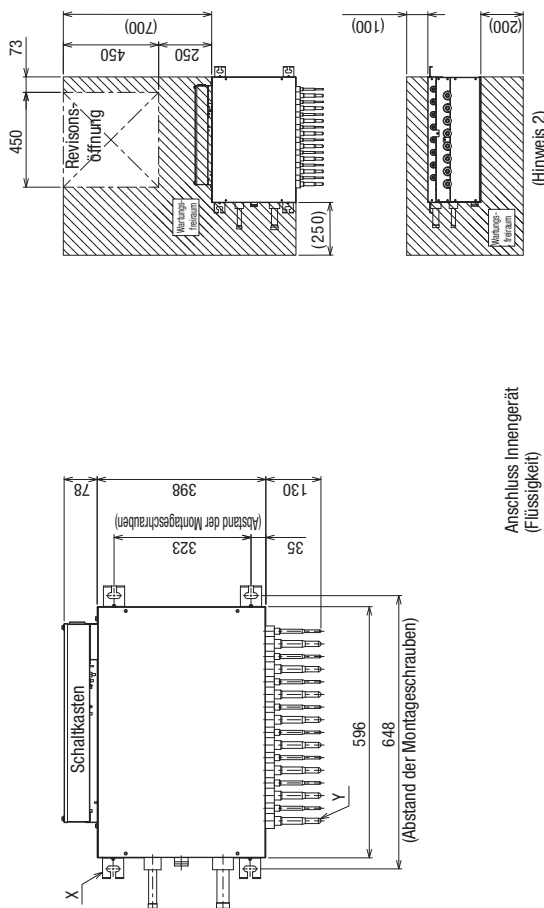 73
450
(700)
450
250
Revisons-
öffnung
Wartungs-
freiraum
(250)
(100)
(200)
Wartungs-
freiraum
(Hinweis 2)
78
398
130
323
35
(Abstand der Montageschrauben)
Schaltkasten
X
Y
596
648
(Abstand der Montageschrauben)
Anschluss Innengerät
(Flüssigkeit)